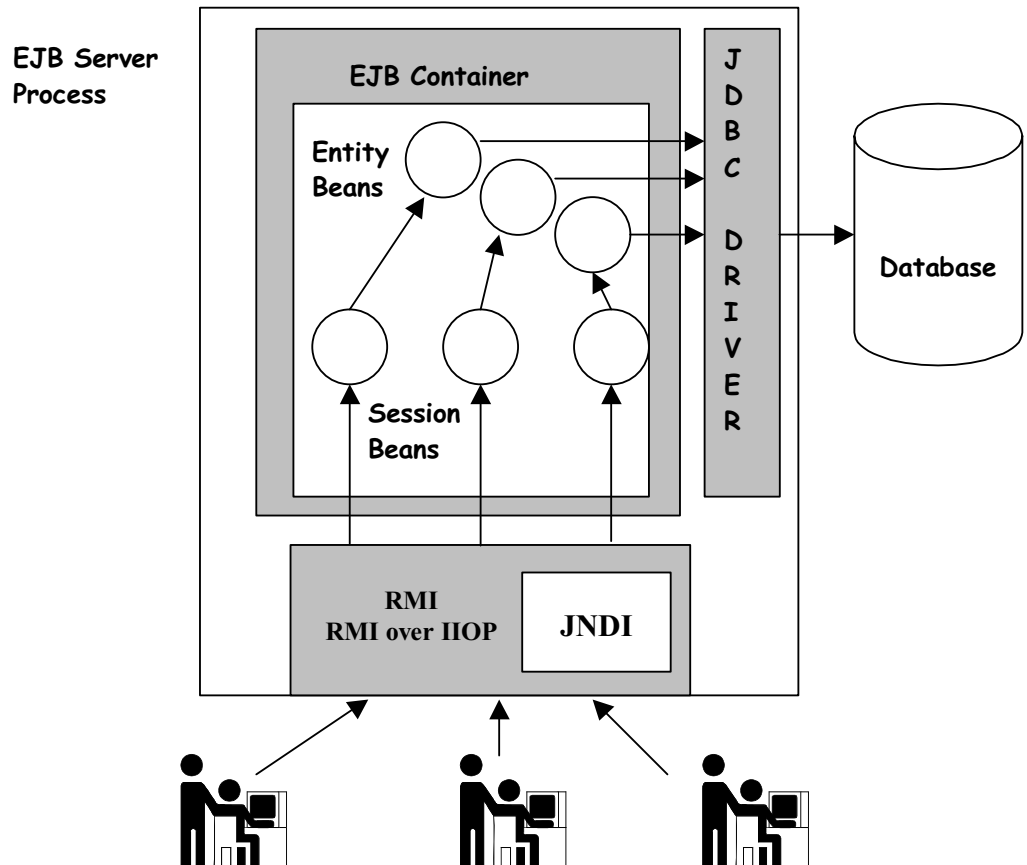 EJB Server
Process
EJB Container
Entity
Beans
Session
Beans
J
D
B
C
D
R
I
V
E
R
Database
RMI
RMI over IIOP
JNDI